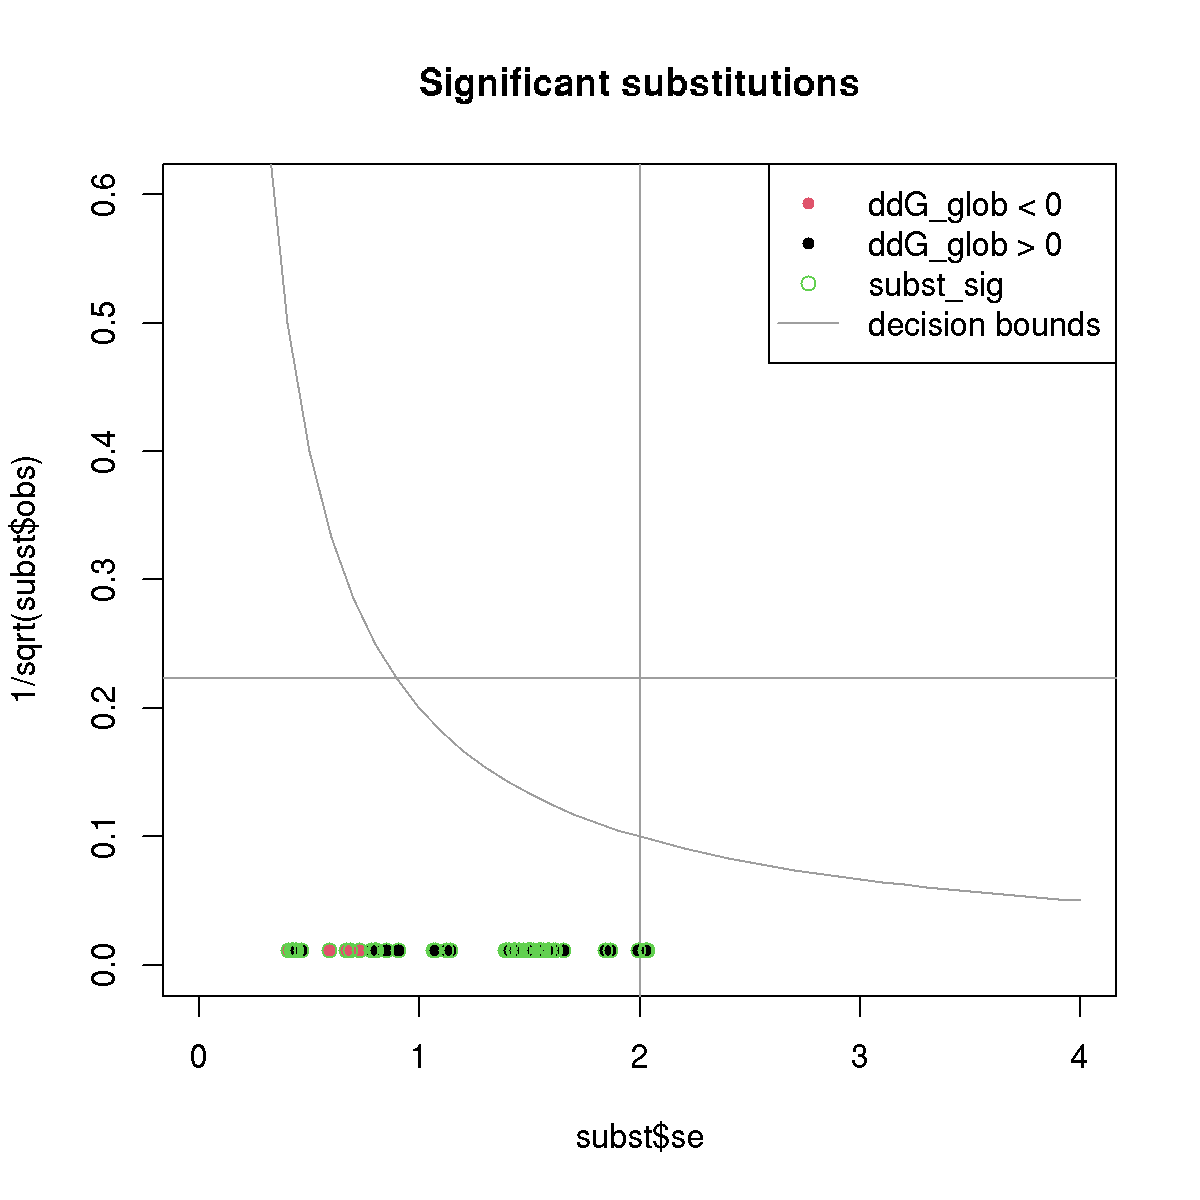 Significant substitutions
ddG_glob < 0
ddG_glob > 0
subst_sig
decision bounds
1/sqrt(subst$obs)
0.6
0.5
0.4
0.3
0.2
0.1
0.0
0 1 2 3 4
subst$se